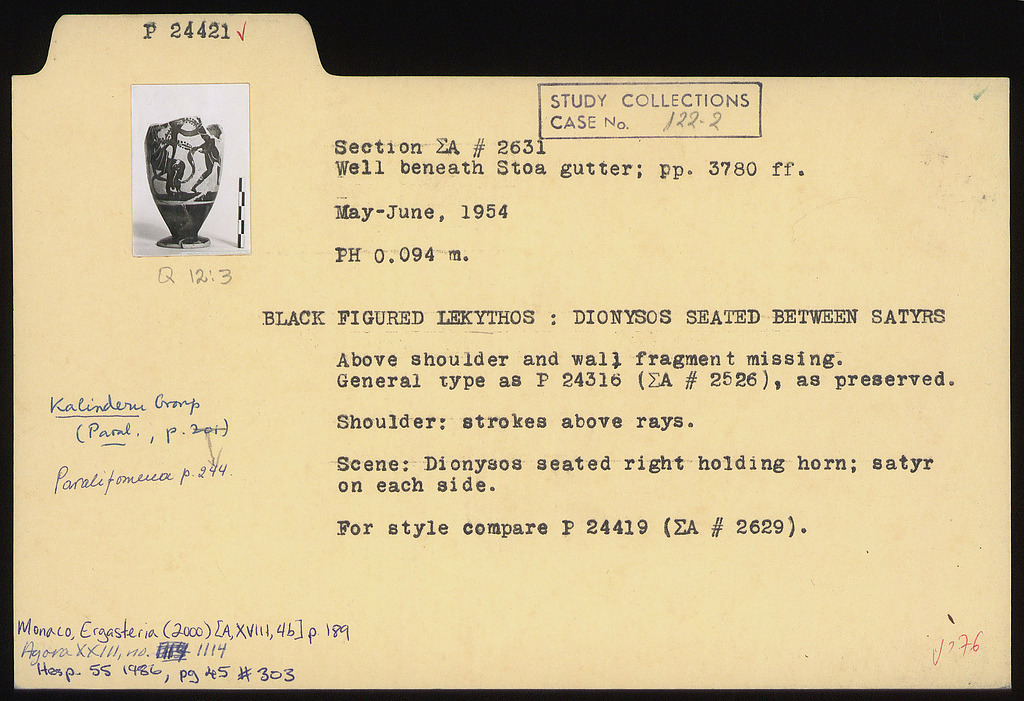 P 24421 ✓
STUDY COLLECTIONS
CASE No. 122-2
Section ΣA # 2631
Well beneath Stoa gutter; pp. 3780 ff.
May-June, 1954
PH 0.094 m.
Q 12:3
BLACK FIGURED LEKYTHOS : DIONYSOS SEATED BETWEEN SATYRS
Above shoulder and wall fragment missing.
General type as P 24316 (ΣA # 2526), as preserved.
Kalinderu Group
(Paral., p. 201)
Shoulder: strokes above rays.
Paralipomena p. 244.
Scene: Dionysos seated right holding horn; satyr
on each side.
For style compare P 24419 (ΣA # 2629).
Monaco, Ergasteria (2000) [A, XVIII, 4b] p. 189
Agora XXIII, no. 1114
Hesp. 55 1986, pg 45 # 303
76